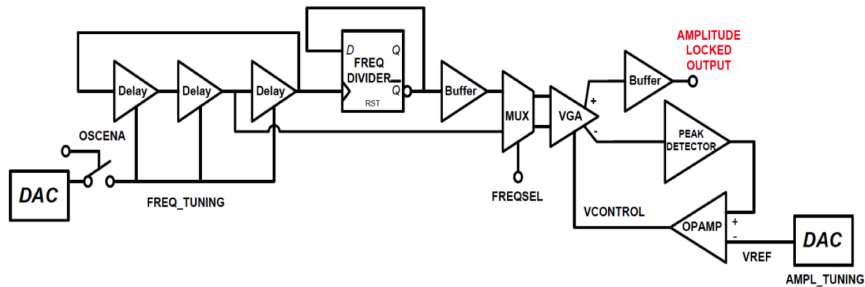 AMPLITUDE
LOCKED
OUTPUT
D Q
FREQ
DIVIDER
Q
RST
Delay
Delay
Delay
Buffer
MUX
VGA
+
-
Buffer
PEAK
DETECTOR
OSCENA
DAC
FREQ_TUNING
FREQSEL
VCONTROL
OPAMP
+
-
VREF
DAC
AMPL_TUNING